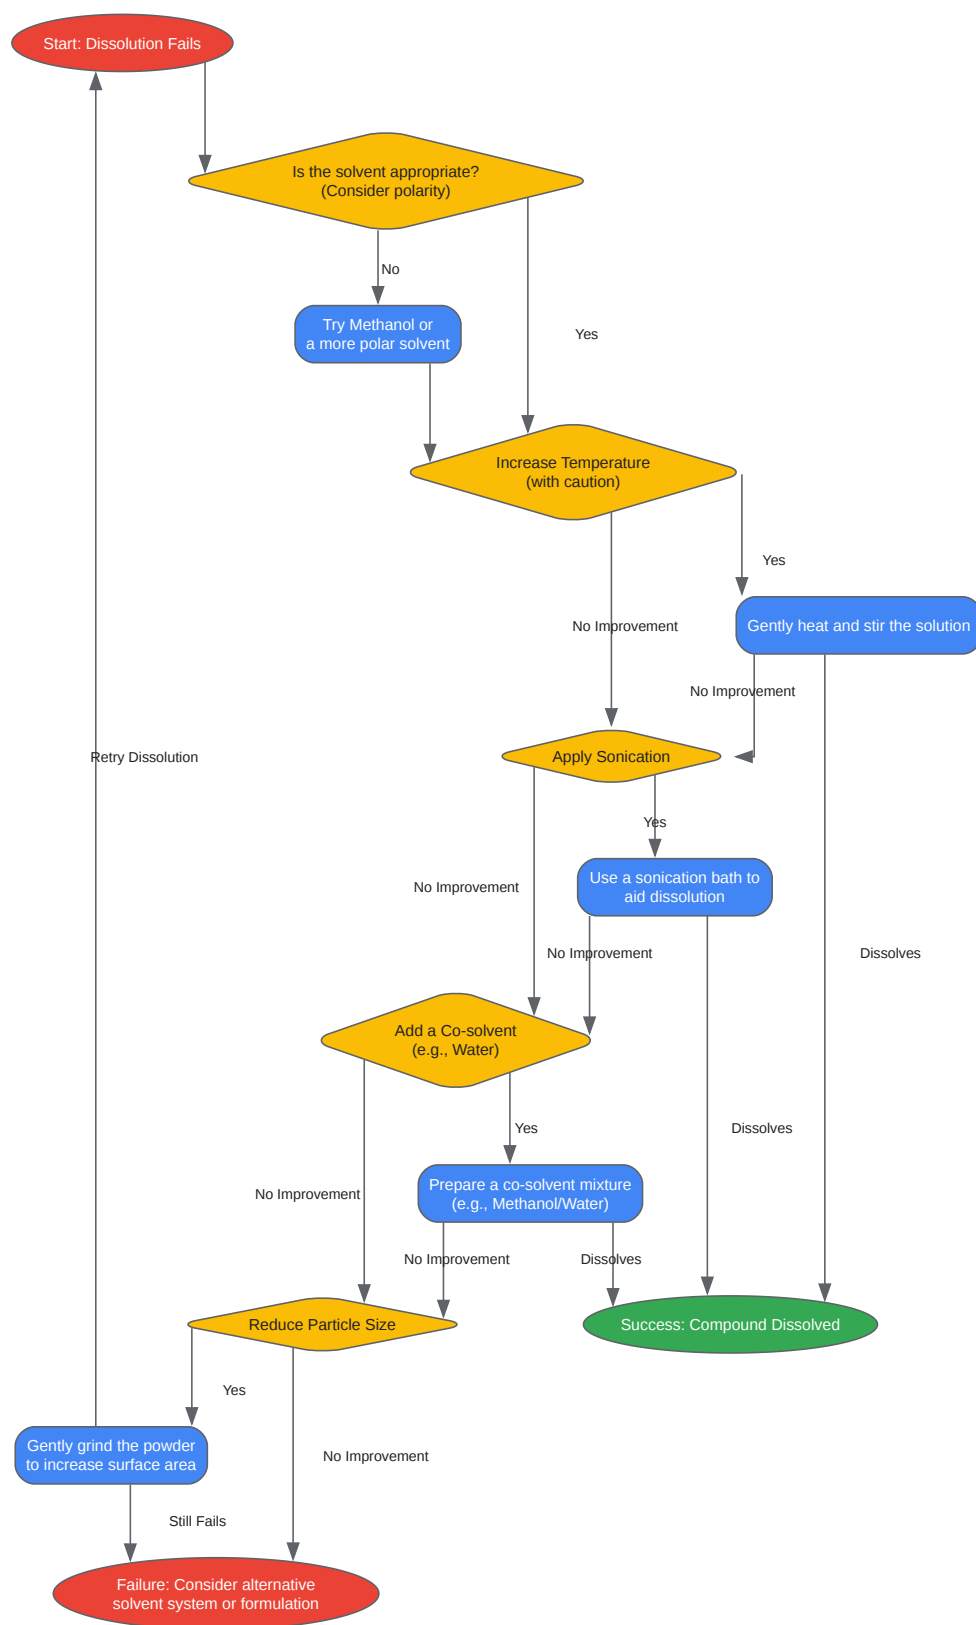 Start: Dissolution Fails
Is the solvent appropriate?
(Consider polarity)
No
Try Methanol or
a more polar solvent
Yes
Increase Temperature
(with caution)
Yes
No Improvement
Gently heat and stir the solution
No Improvement
Retry Dissolution
Apply Sonication
Yes
Use a sonication bath to
aid dissolution
No Improvement
No Improvement
Dissolves
Add a Co-solvent
(e.g., Water)
Yes
Dissolves
Prepare a co-solvent mixture
(e.g., Methanol/Water)
No Improvement
No Improvement
Dissolves
Reduce Particle Size
Success: Compound Dissolved
Yes
Gently grind the powder
to increase surface area
No Improvement
Still Fails
Failure: Consider alternative
solvent system or formulation